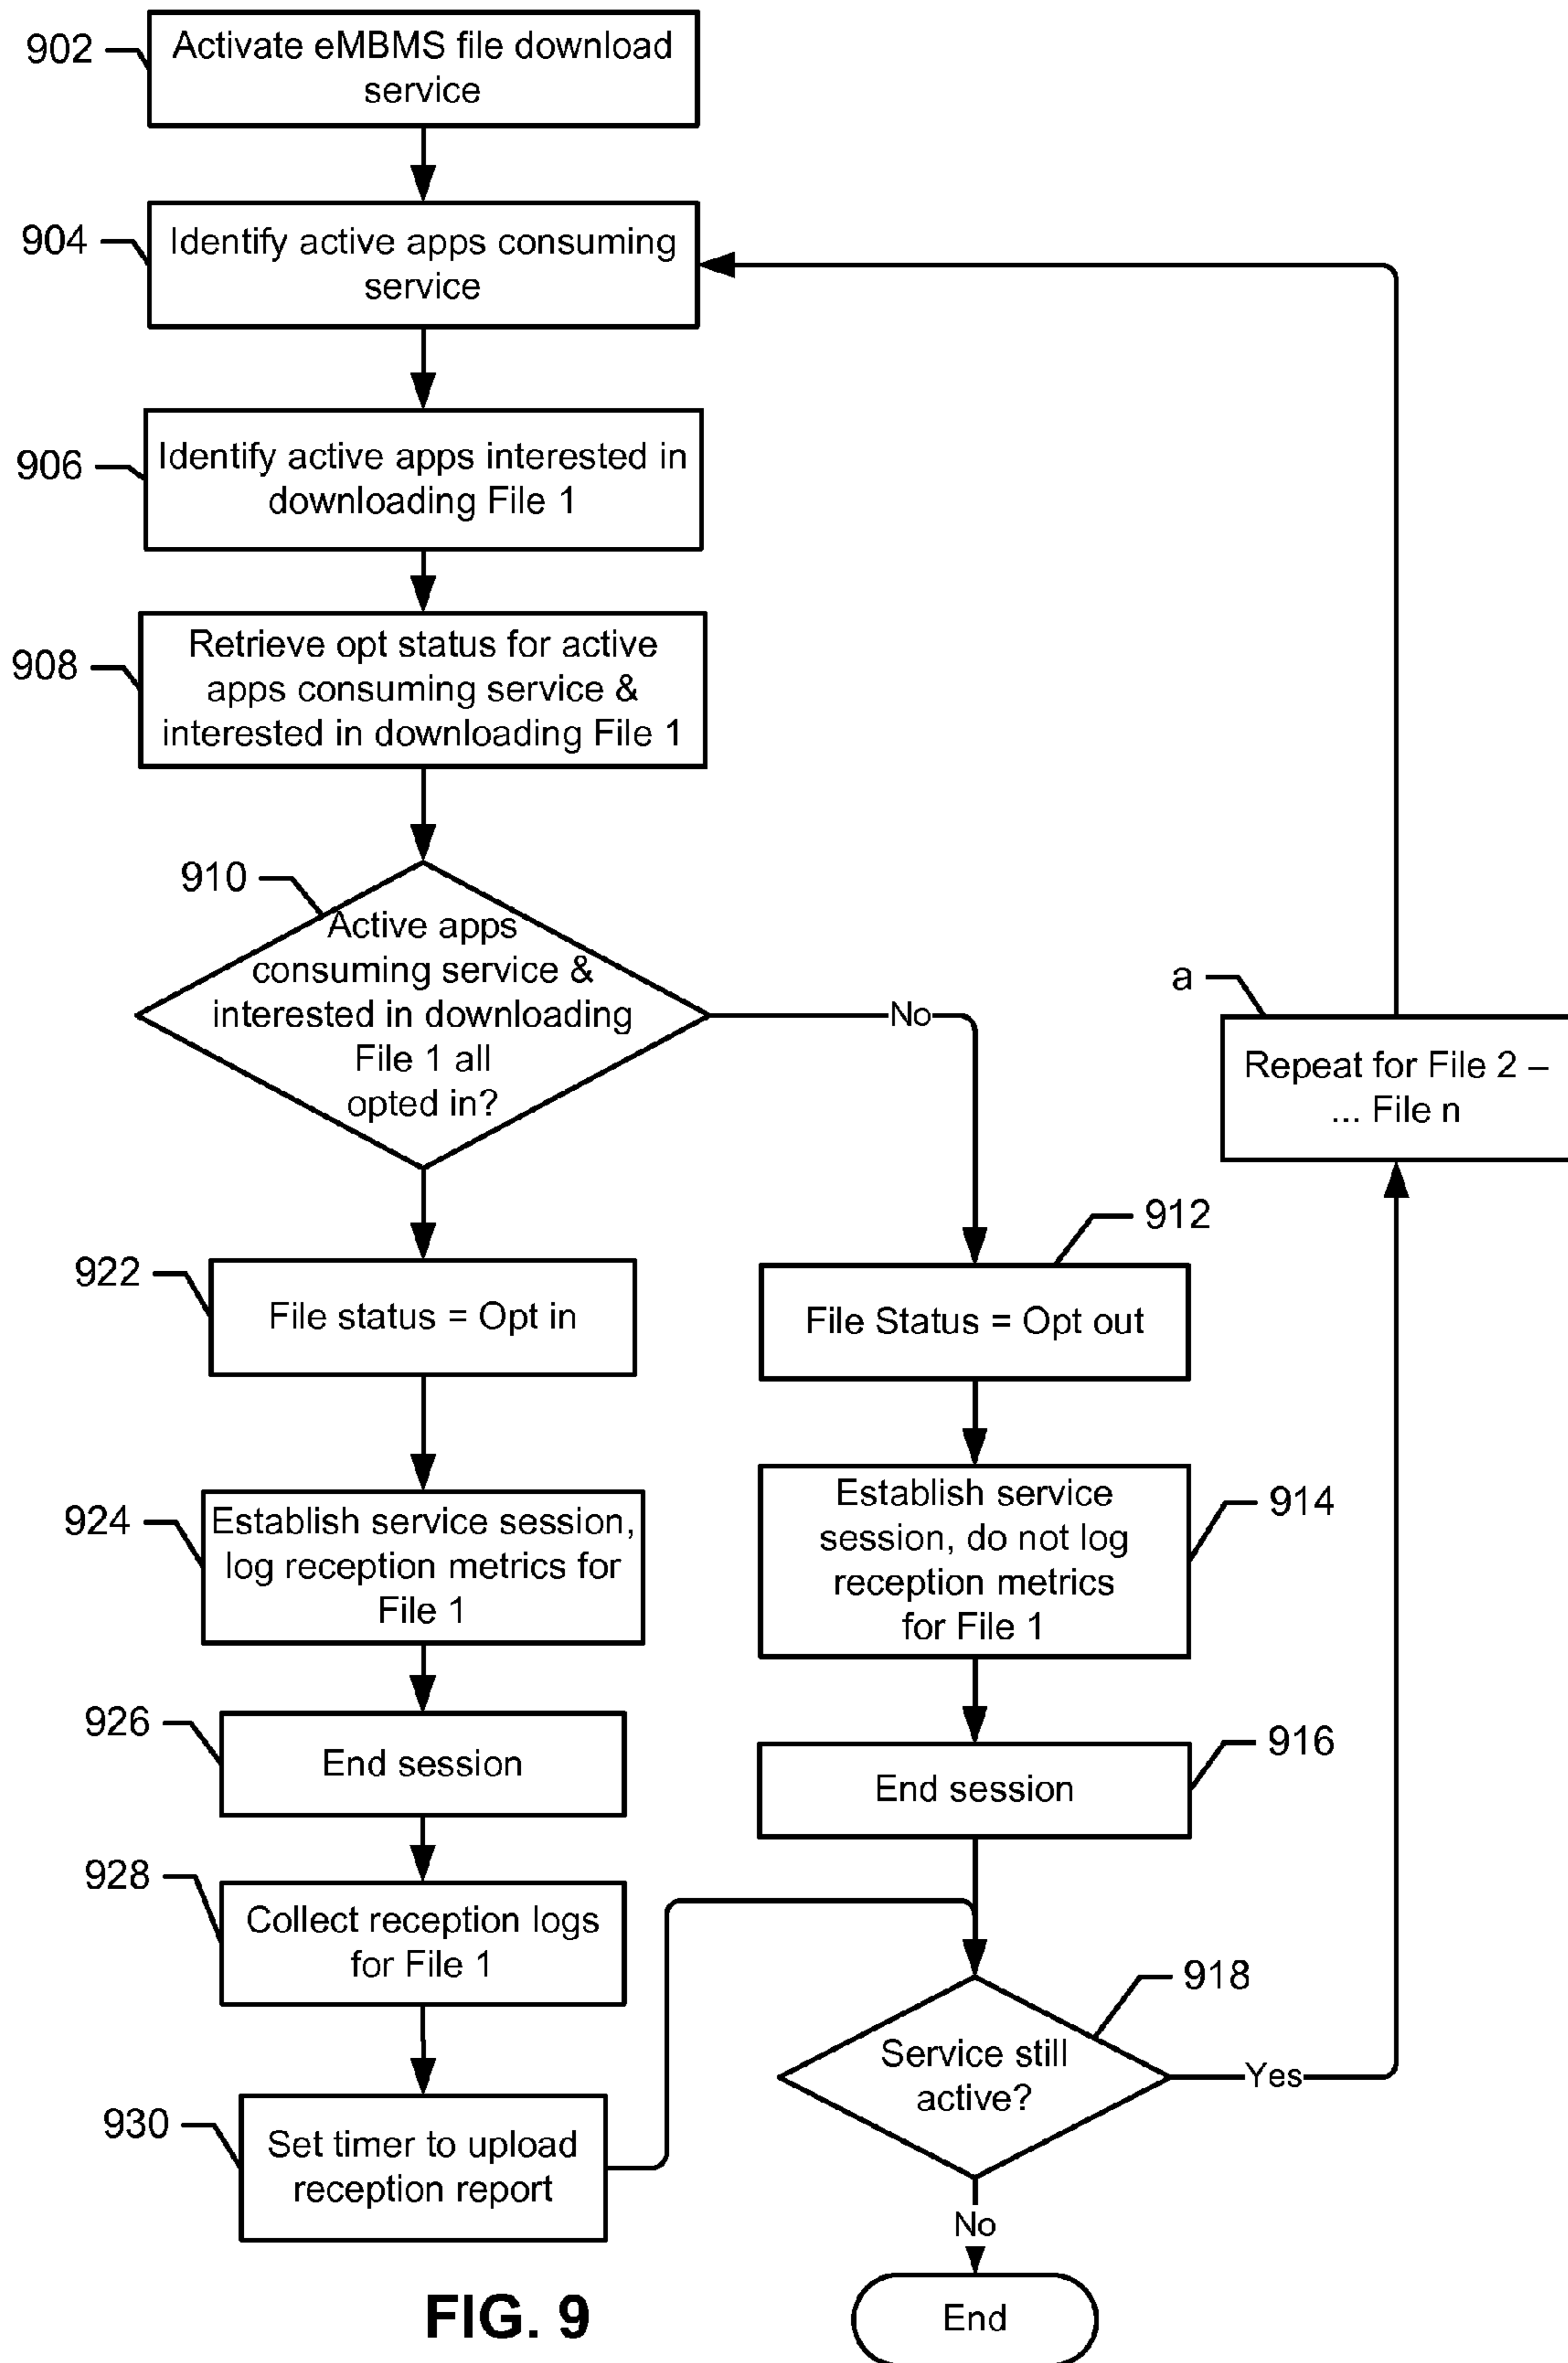 902
Activate eMBMS file download
service
904
Identify active apps consuming
service
906
Identify active apps interested in
downloading File 1
908
Retrieve opt status for active
apps consuming service &
interested in downloading File 1
910
Active apps
consuming service &
interested in downloading
File 1 all
opted in?
No
a
Repeat for File 2 –
... File n
922
File status = Opt in
912
File Status = Opt out
924
Establish service session,
log reception metrics for
File 1
914
Establish service
session, do not log
reception metrics
for File 1
926
End session
916
End session
928
Collect reception logs
for File 1
918
Service still
active?
Yes
930
Set timer to upload
reception report
No
End
FIG. 9